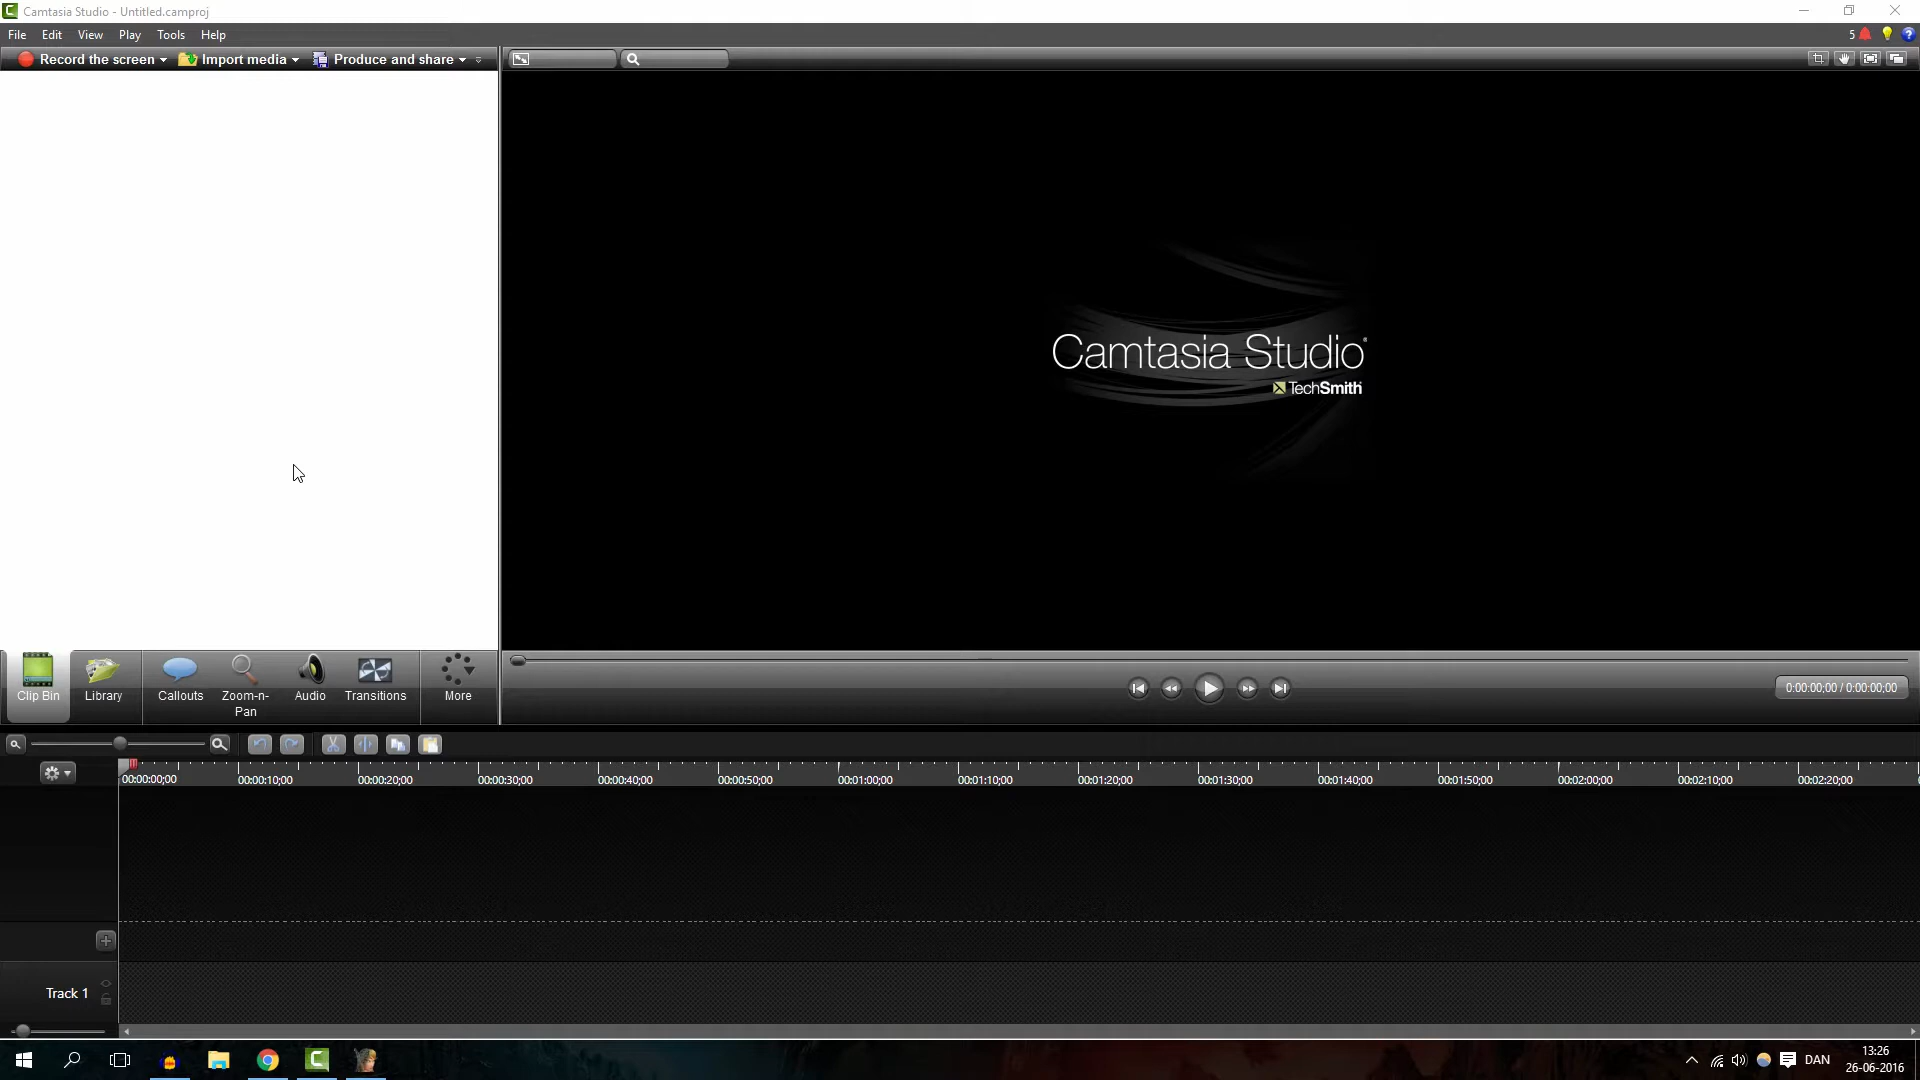 Camtasia Studio - Untitled.camproj
File Edit View Play Tools Help
5
Record the screen Import media Produce and share
Camtasia Studio
TechSmith
Clip Bin Library Callouts Zoom-n-Pan Audio Transitions More
0:00:00;00 / 0:00:00;00
00:00:00;00 00:00:10;00 00:00:20;00 00:00:30;00 00:00:40;00 00:00:50;00 00:01:00;00 00:01:10;00 00:01:20;00 00:01:30;00 00:01:40;00 00:01:50;00 00:02:00;00 00:02:10;00 00:02:20;00
Track 1
DAN
13:26
26-06-2016